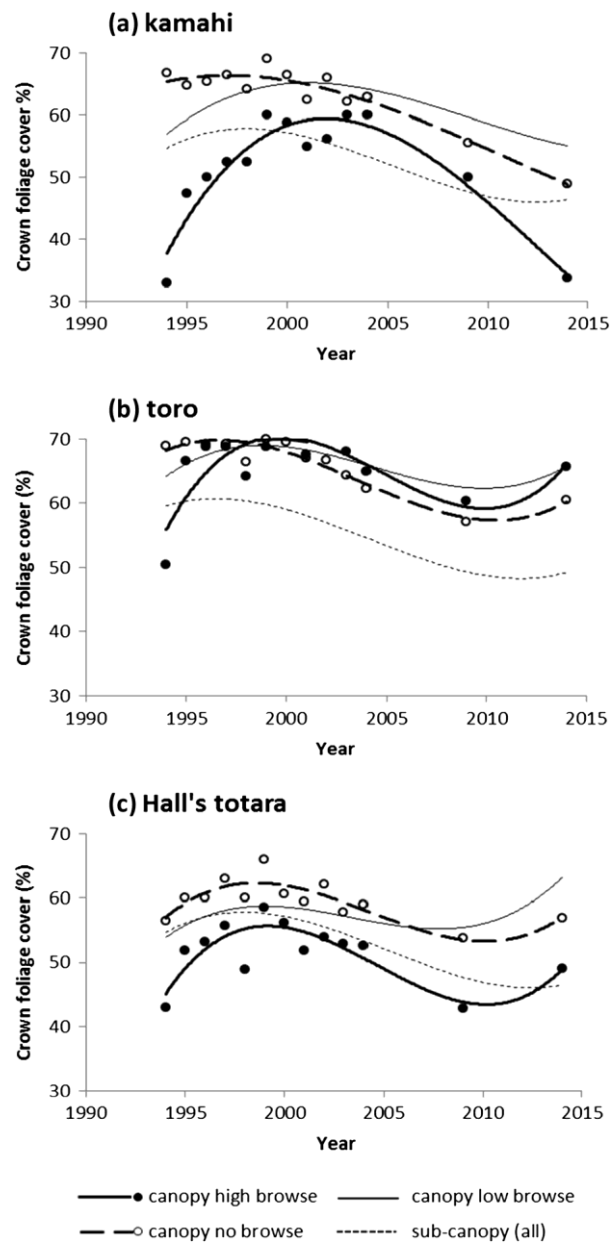 (a) kamahi
Crown foliage cover %)
70
60
50
40
30
1990 1995 2000 2005 2010 2015
Year
(b) toro
Crown foliage cover (%)
70
60
50
40
30
1990 1995 2000 2005 2010 2015
Year
(c) Hall's totara
Crown foliage cover (%)
70
60
50
40
30
1990 1995 2000 2005 2010 2015
Year
canopy high browse canopy low browse
canopy no browse sub-canopy (all)